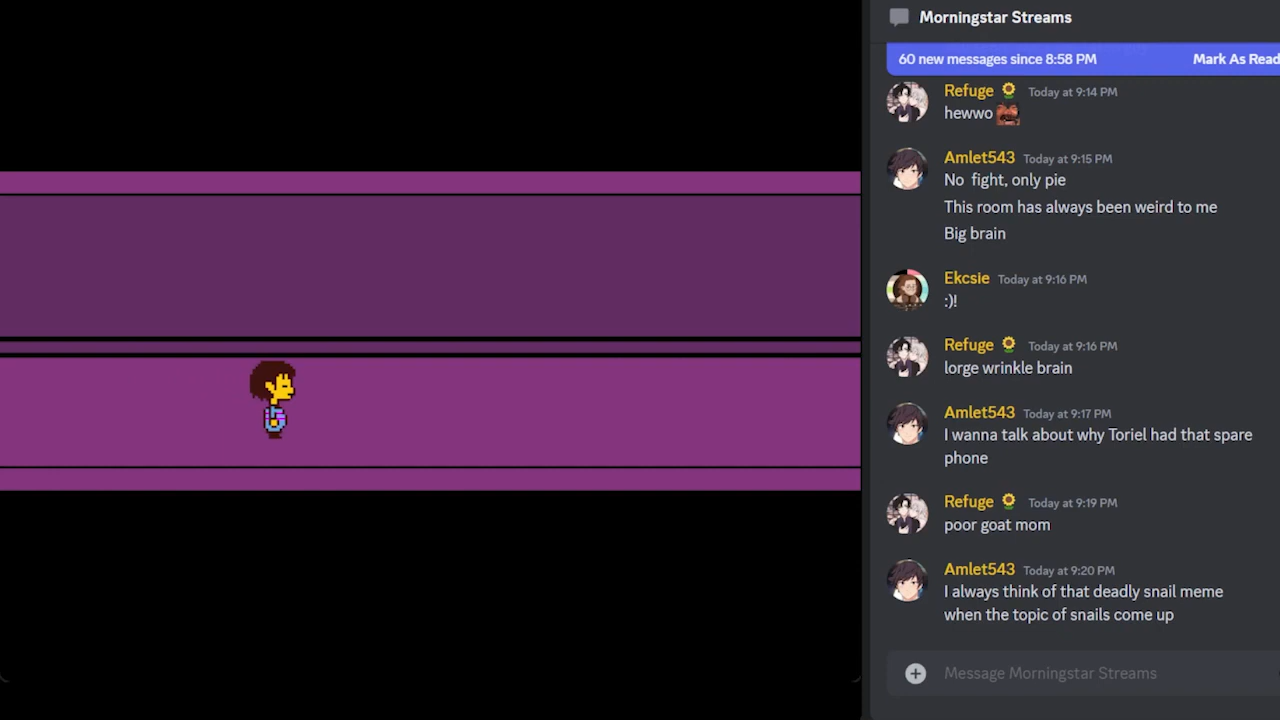 Morningstar Streams
60 new messages since 8:58 PM Mark As Read
Refuge Today at 9:14 PM
hewwo
Amlet543 Today at 9:15 PM
No fight, only pie
This room has always been weird to me
Big brain
Ekcsie Today at 9:16 PM
:)!
Refuge Today at 9:16 PM
lorge wrinkle brain
Amlet543 Today at 9:17 PM
I wanna talk about why Toriel had that spare
phone
Refuge Today at 9:19 PM
poor goat mom
Amlet543 Today at 9:20 PM
I always think of that deadly snail meme
when the topic of snails come up
Message Morningstar Streams